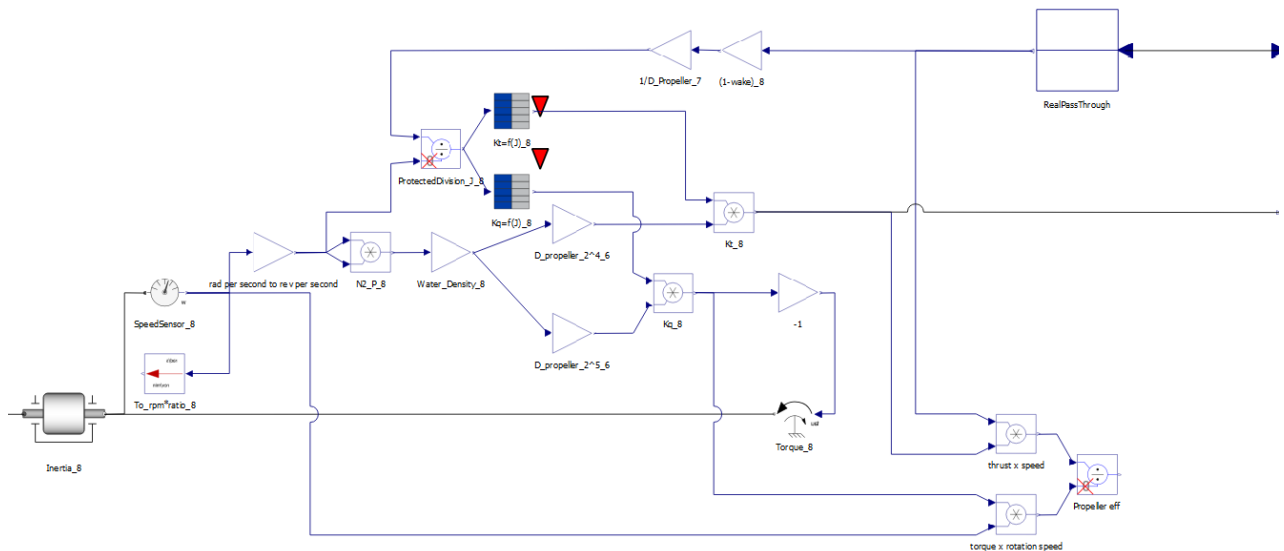 1/D_Propeller_7
(1-wake)_8
RealPassThrough
Kt=f(J)_8
ProtectedDivision_J_8
Kq=f(J)_8
Kt_8
D_propeller_2^4_6
rad per second to rev per second
N2_P_8
Water_Density_8
w
SpeedSensor_8
Kq_8
-1
D_propeller_2^5_6
To_rpm*ratio_8
Torque_8
Inertia_8
thrust x speed
Propeller eff
torque x rotation speed